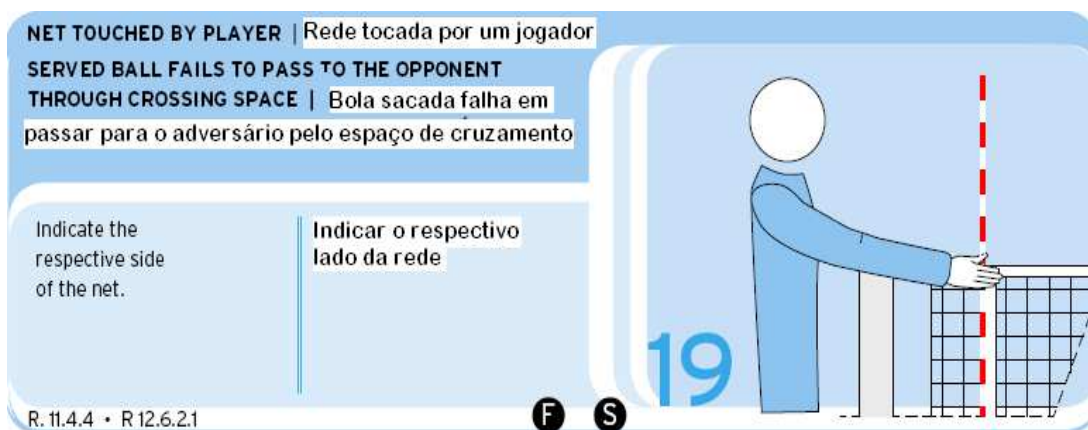 NET TOUCHED BY PLAYER | Rede tocada por um jogador
SERVED BALL FAILS TO PASS TO THE OPPONENT
THROUGH CROSSING SPACE | Bola sacada falha em
passar para o adversário pelo espaço de cruzamento
Indicate the
respective side
of the net.
Indicar o respectivo
lado da rede
19
R. 11.4.4 • R 12.6.2.1
F S